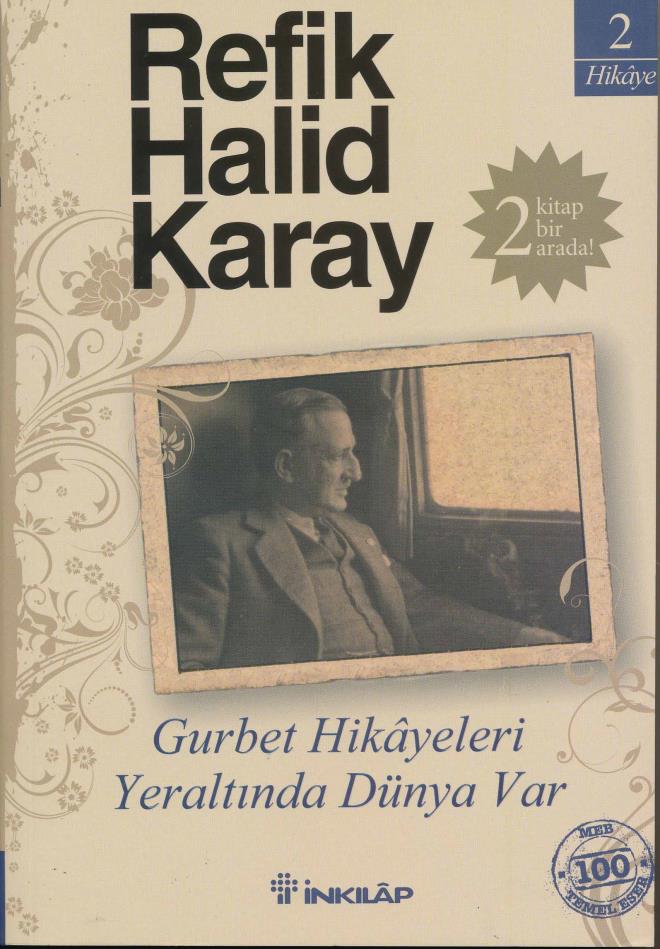 Refik
Halid
Karay
2
Hikâye
2 kitap
bir
arada!
Gurbet Hikâyeleri
Yeraltında Dünya Var
İNKILÂP
MEB
100
TEMEL ESER